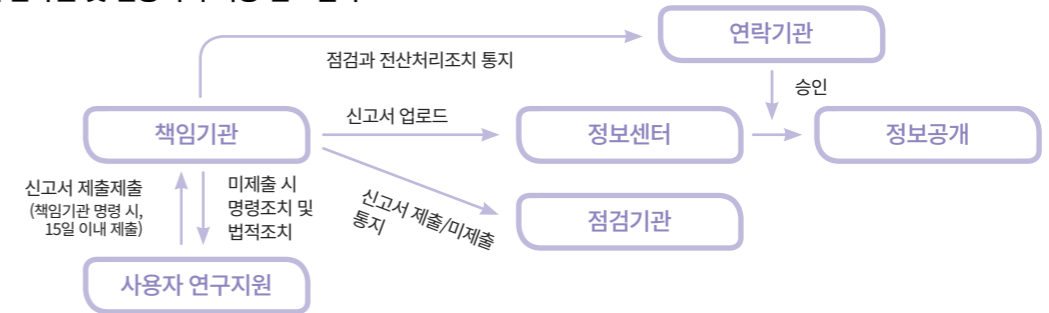 연락기관
점검과 전산처리조치 통지
승인
신고서 업로드
책임기관
정보센터
정보공개
신고서 제출제출
(책임기관 명령 시,
15일 이내 제출)
미제출 시
명령조치 및
법적조치
신고서 제출/미제출
통지
점검기관
사용자 연구지원